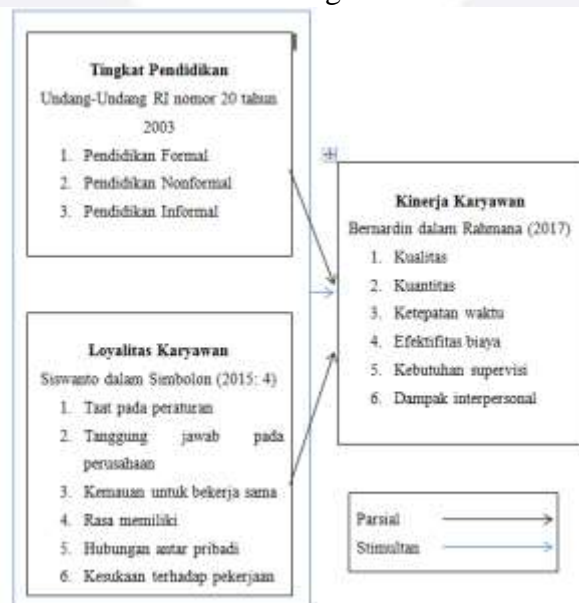 Tingkat Pendidikan
Undang-Undang RI nomor 20 tahun
2003
1. Pendidikan Formal
2. Pendidikan Nonformal
3. Pendidikan Informal
Loyalitas Karyawan
Siswanto dalam Simbolon (2015: 4)
1. Taat pada peraturan
2. Tanggung jawab pada
perusahaan
3. Kemauan untuk bekerja sama
4. Rasa memiliki
5. Hubungan antar pribadi
6. Kesukaan terhadap pekerjaan
Kinerja Karyawan
Bernardin dalam Rahmana (2017)
1. Kualitas
2. Kuantitas
3. Ketepatan waktu
4. Efektifitas biaya
5. Kebutuhan supervisi
6. Dampak interpersonal
Parsial
Stimultan